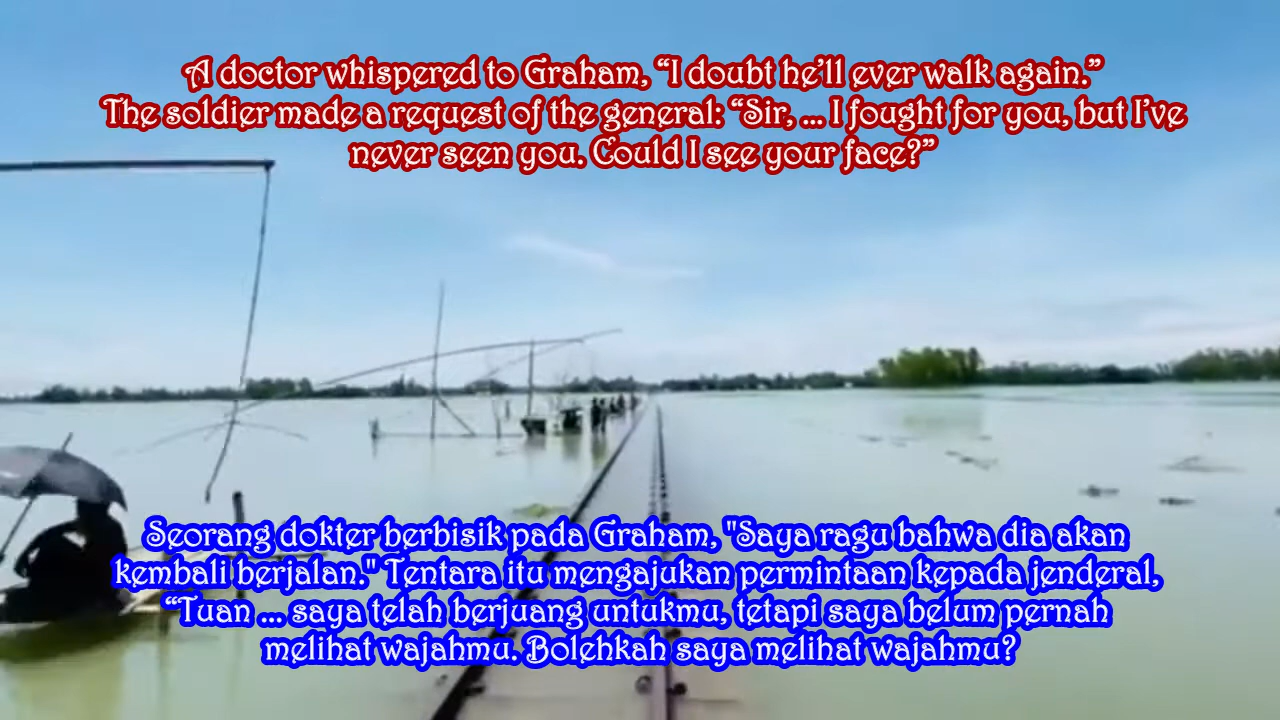 A doctor whispered to Graham, “I doubt he’ll ever walk again.”
The soldier made a request of the general: “Sir, ... I fought for you, but I’ve
never seen you. Could I see your face?”
Seorang dokter berbisik pada Graham, "Saya ragu bahwa dia akan
kembali berjalan." Tentara itu mengajukan permintaan kepada jenderal,
“Tuan ... saya telah berjuang untukmu, tetapi saya belum pernah
melihat wajahmu. Bolehkah saya melihat wajahmu?